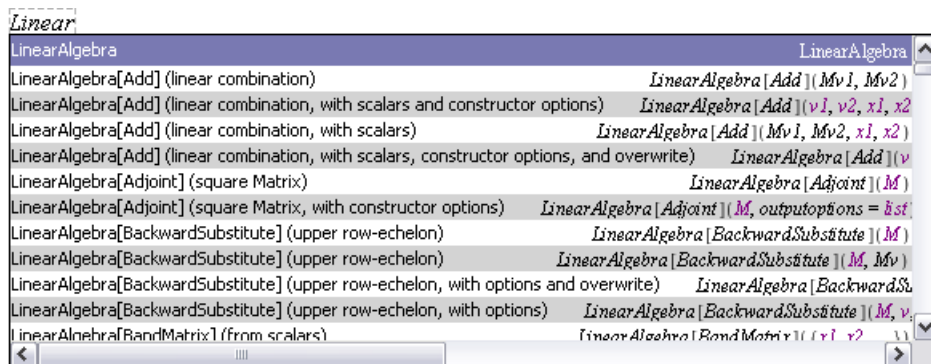 Linear
LinearAlgebra LinearAlgebra
LinearAlgebra[Add] (linear combination) LinearAlgebra[Add](Mv1, Mv2)
LinearAlgebra[Add] (linear combination, with scalars and constructor options) LinearAlgebra[Add](v1, v2, x1, x2
LinearAlgebra[Add] (linear combination, with scalars) LinearAlgebra[Add](Mv1, Mv2, x1, x2)
LinearAlgebra[Add] (linear combination, with scalars, constructor options, and overwrite) LinearAlgebra[Add](v
LinearAlgebra[Adjoint] (square Matrix) LinearAlgebra[Adjoint](M)
LinearAlgebra[Adjoint] (square Matrix, with constructor options) LinearAlgebra[Adjoint](M, outputoptions = list)
LinearAlgebra[BackwardSubstitute] (upper row-echelon) LinearAlgebra[BackwardSubstitute](M)
LinearAlgebra[BackwardSubstitute] (upper row-echelon) LinearAlgebra[BackwardSubstitute](M, Mv)
LinearAlgebra[BackwardSubstitute] (upper row-echelon, with options and overwrite) LinearAlgebra[BackwardSu
LinearAlgebra[BackwardSubstitute] (upper row-echelon, with options) LinearAlgebra[BackwardSubstitute](M, v,
LinearAlgebra[BandMatrix] (from scalars) LinearAlgebra[BandMatrix]((x1, x2